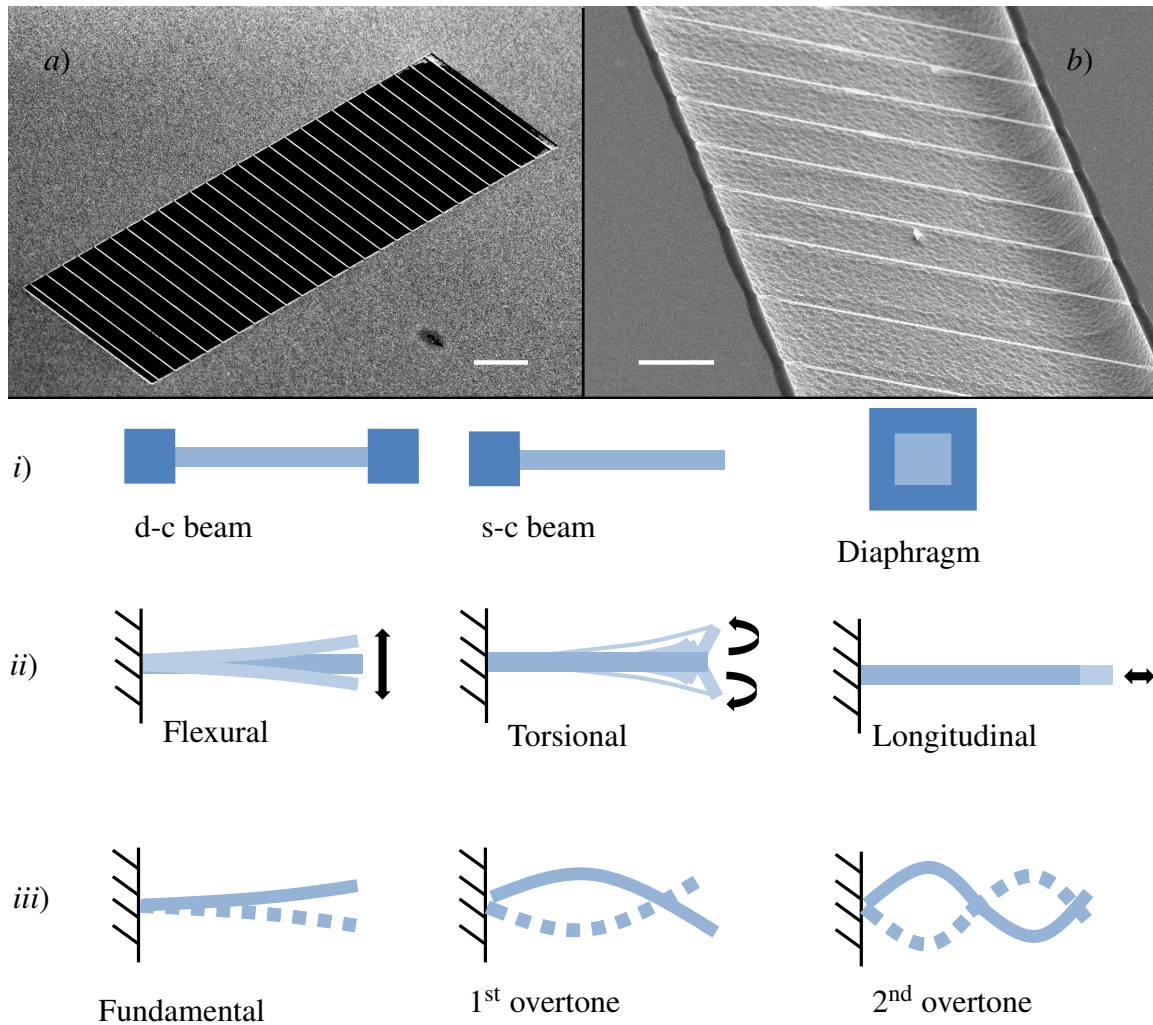 a)
b)
i)
d-c beam
s-c beam
Diaphragm
ii)
Flexural
Torsional
Longitudinal
iii)
Fundamental
1st overtone
2nd overtone